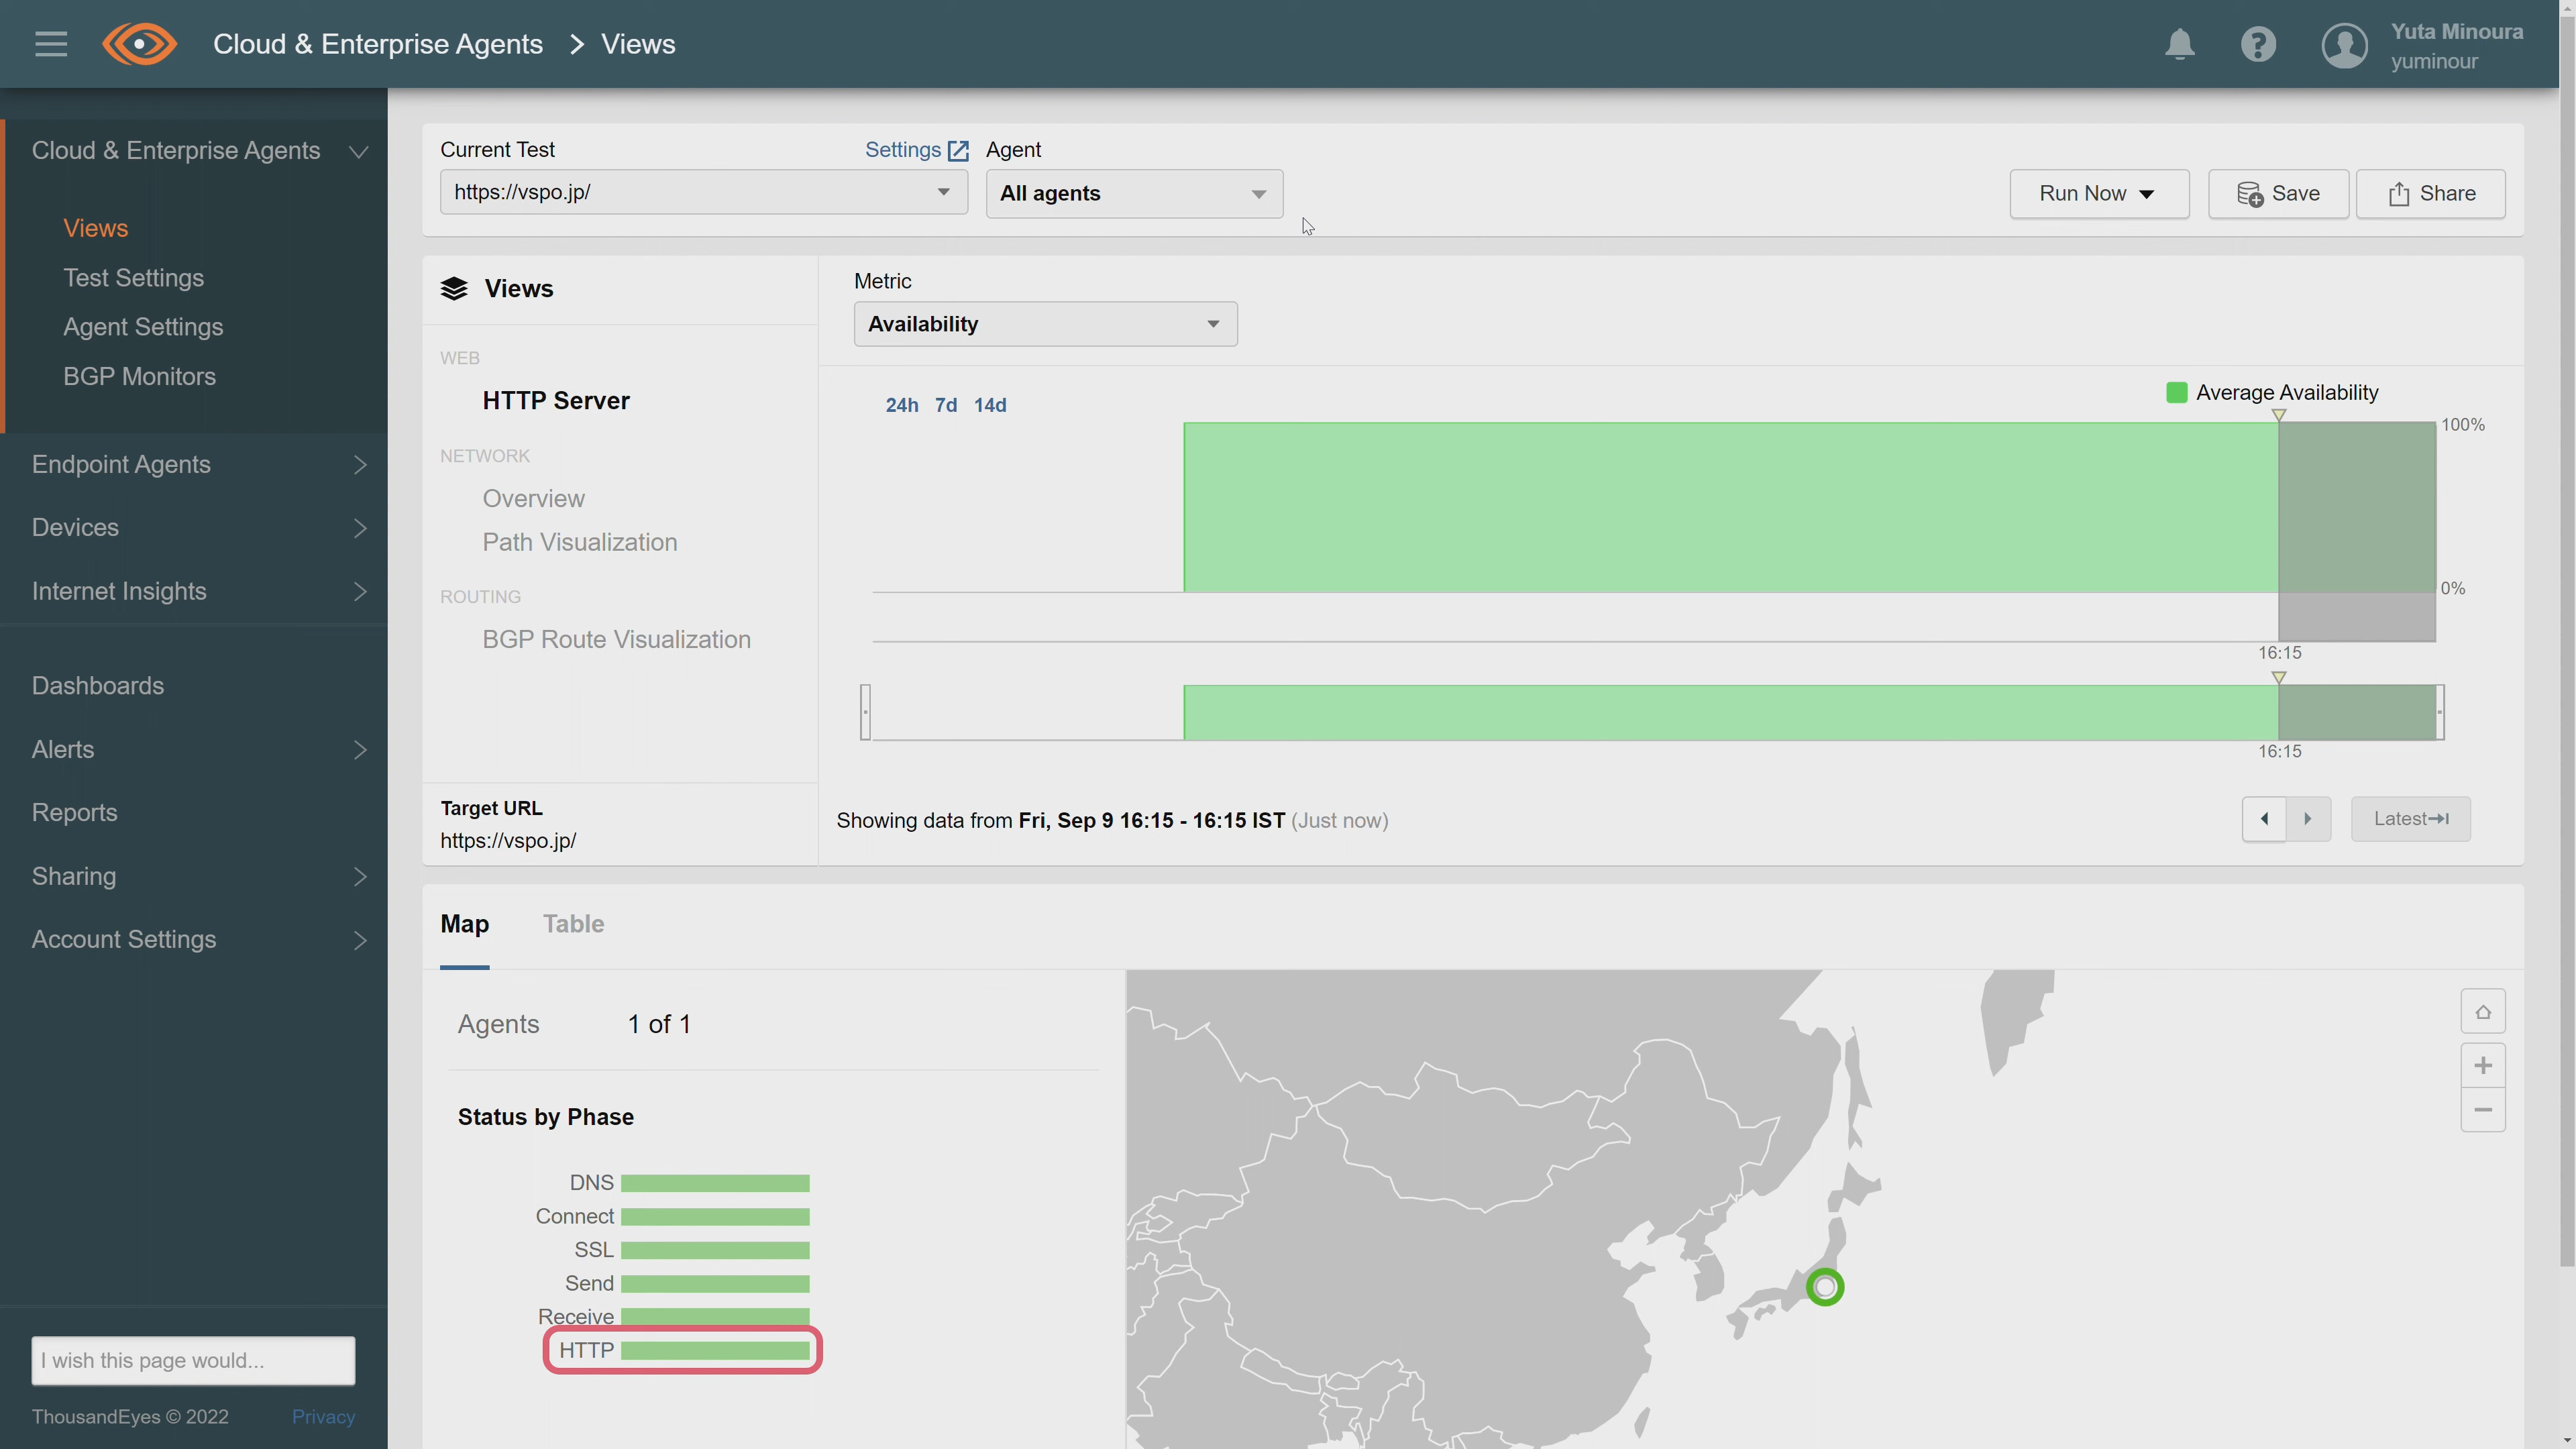 Cloud & Enterprise Agents > Views
Yuta Minoura
yuminour
Cloud & Enterprise Agents
Views
Test Settings
Agent Settings
BGP Monitors
Endpoint Agents
Devices
Internet Insights
Dashboards
Alerts
Reports
Sharing
Account Settings
I wish this page would...
ThousandEyes © 2022 Privacy
Current Test Settings Agent
https://vspo.jp/ All agents Run Now Save Share
Views
WEB
HTTP Server
NETWORK
Overview
Path Visualization
ROUTING
BGP Route Visualization
Target URL
https://vspo.jp/
Metric
Availability
24h 7d 14d
Average Availability
100%
0%
16:15
16:15
Showing data from Fri, Sep 9 16:15 - 16:15 IST (Just now)
Latest
Map Table
Agents 1 of 1
Status by Phase
DNS
Connect
SSL
Send
Receive
HTTP